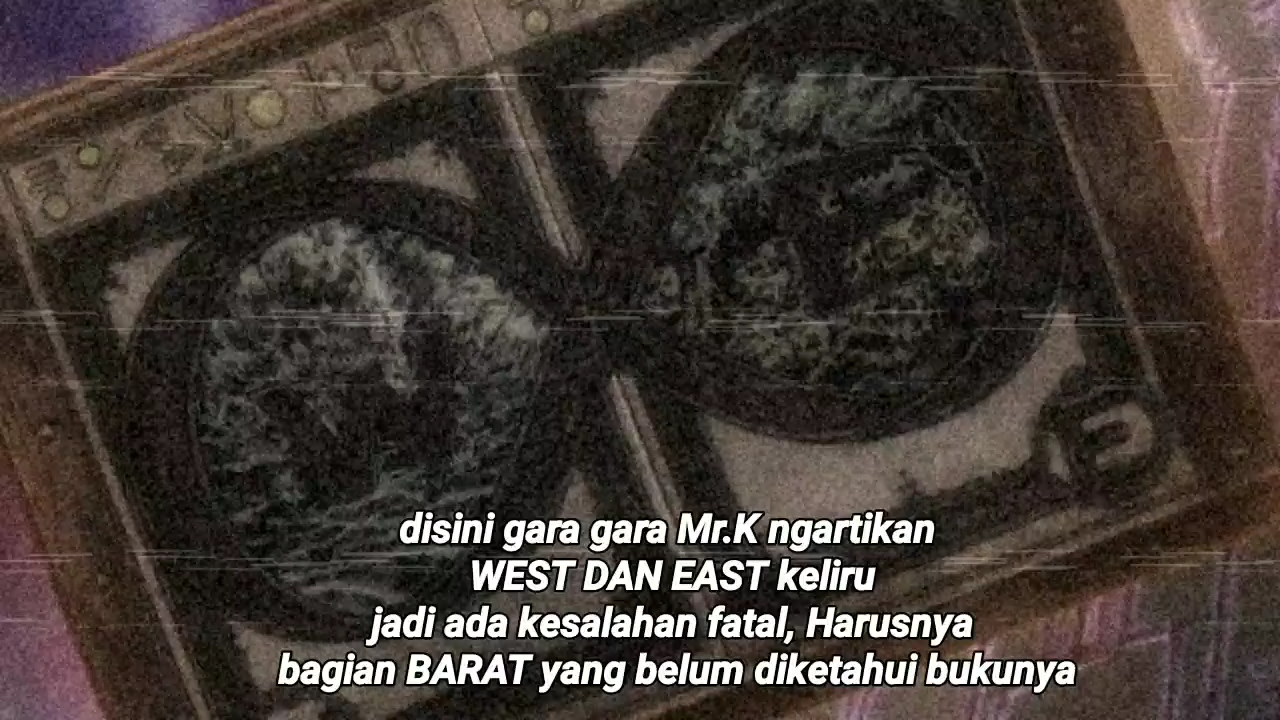 disini gara gara Mr.K ngartikan
WEST DAN EAST keliru
jadi ada kesalahan fatal, Harusnya
bagian BARAT yang belum diketahui bukunya